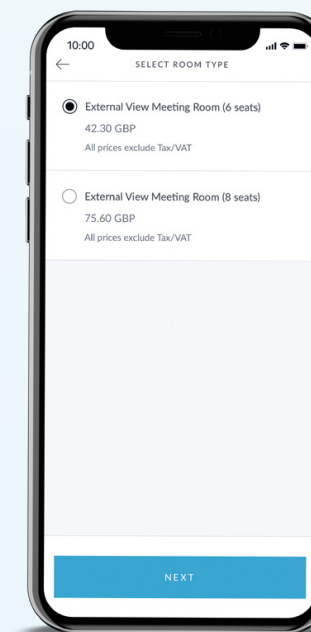 10:00
SELECT ROOM TYPE
External View Meeting Room (6 seats)
42.30 GBP
All prices exclude Tax/VAT
External View Meeting Room (8 seats)
75.60 GBP
All prices exclude Tax/VAT
NEXT